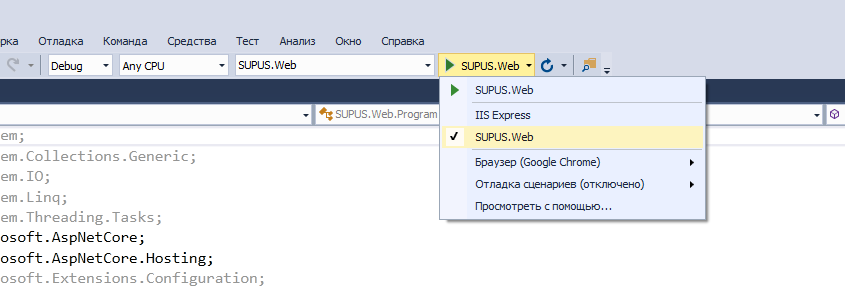 рка Отладка Команда Средства Тест Анализ Окно Справка
Debug Any CPU SUPUS.Web SUPUS.Web
SUPUS.Web
IIS Express
SUPUS.Web.Program
SUPUS.Web
em;
em.Collections.Generic;
Браузер (Google Chrome)
em.IO;
Отладка сценариев (отключено)
em.Linq;
Просмотреть с помощью...
em.Threading.Tasks;
osoft.AspNetCore;
osoft.AspNetCore.Hosting;
osoft.Extensions.Configuration;